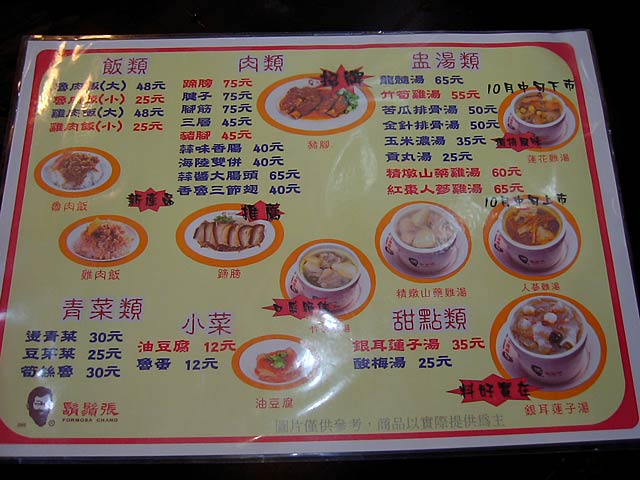 飯類
魯肉飯(大) 48元
魯肉飯(小) 25元
雞肉飯(大) 48元
雞肉飯(小) 25元
魯肉飯
雞肉飯
肉類
蹄膀 75元
腱子 75元
腳筋 75元
三層 45元
豬腳 45元
蒜味香腸 40元
海陸雙併 40元
蒜醬大腸頭 65元
香魯三節翅 40元
豬腳
新產品
推薦
蹄膀
盅湯類
龍髓湯 65元
竹筍雞湯 55元
苦瓜排骨湯 50元
金針排骨湯 50元
玉米濃湯 35元
貢丸湯 25元
精燉山藥雞湯 60元
紅棗人蔘雞湯 65元
10月中旬下市
蓮花雞湯
10月中旬上市
精燉山藥雞湯
人蔘雞湯
青菜類
燙青菜 30元
豆芽菜 25元
筍絲魯 30元
小菜
油豆腐 12元
魯蛋 12元
油豆腐
甜點類
銀耳蓮子湯 35元
酸梅湯 25元
料好實在
銀耳蓮子湯
鬍鬚張
FORMOSA CHANG
圖片僅供參考，商品以實際提供為主